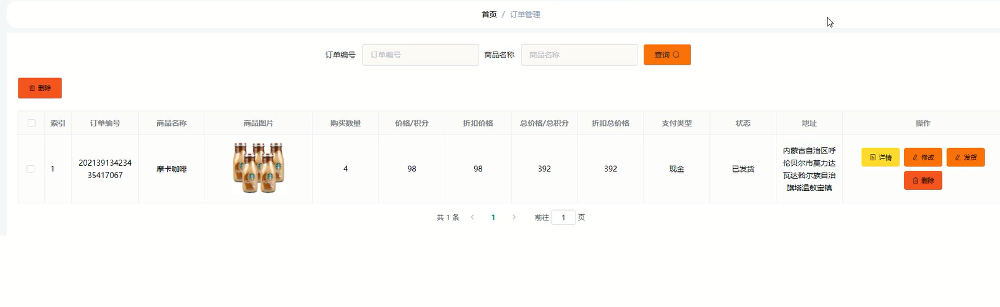 首页 / 订单管理
订单编号 订单编号 商品名称 商品名称 查询
删除
索引 订单编号 商品名称 商品图片 购买数量 价格/积分 折扣价格 总价格/总积分 折扣总价格 支付类型 状态 地址 操作
1 202139134234 摩卡咖啡 4 98 98 392 392 现金 已发货 内蒙古自治区呼 详情 修改 发货
35417067 伦贝尔市莫力达 删除
瓦达斡尔族自治
旗塔温敖宝镇
共 1 条 1 前往 1 页